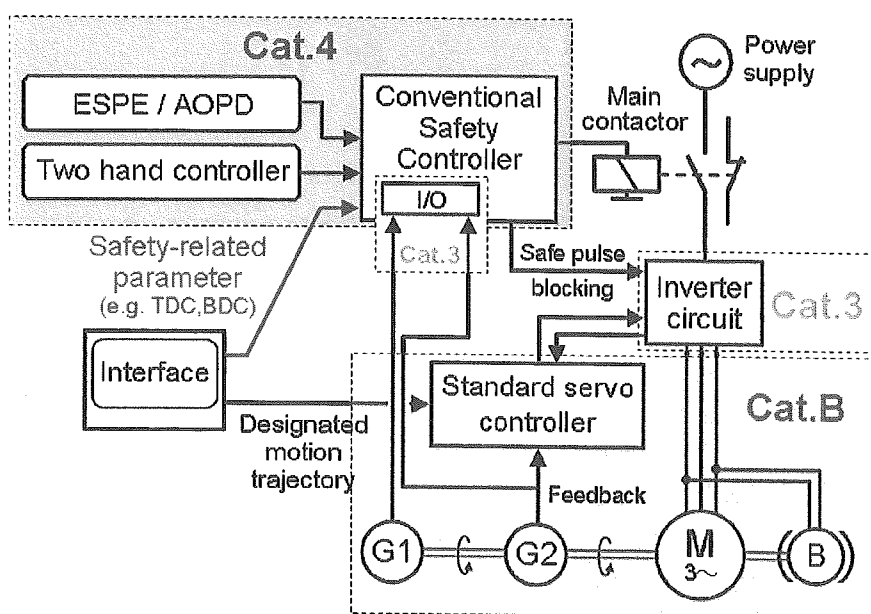 Cat.4
ESPE / AOPD
Two hand controller
Conventional
Safety
Controller
I/O
Cat.3
Main
contactor
Power
supply
Safety-related
parameter
(e.g. TDC,BDC)
Safe pulse
blocking
Inverter
circuit
Cat.3
Interface
Designated
motion
trajectory
Standard servo
controller
Cat.B
Feedback
G1
G2
M
3~
B